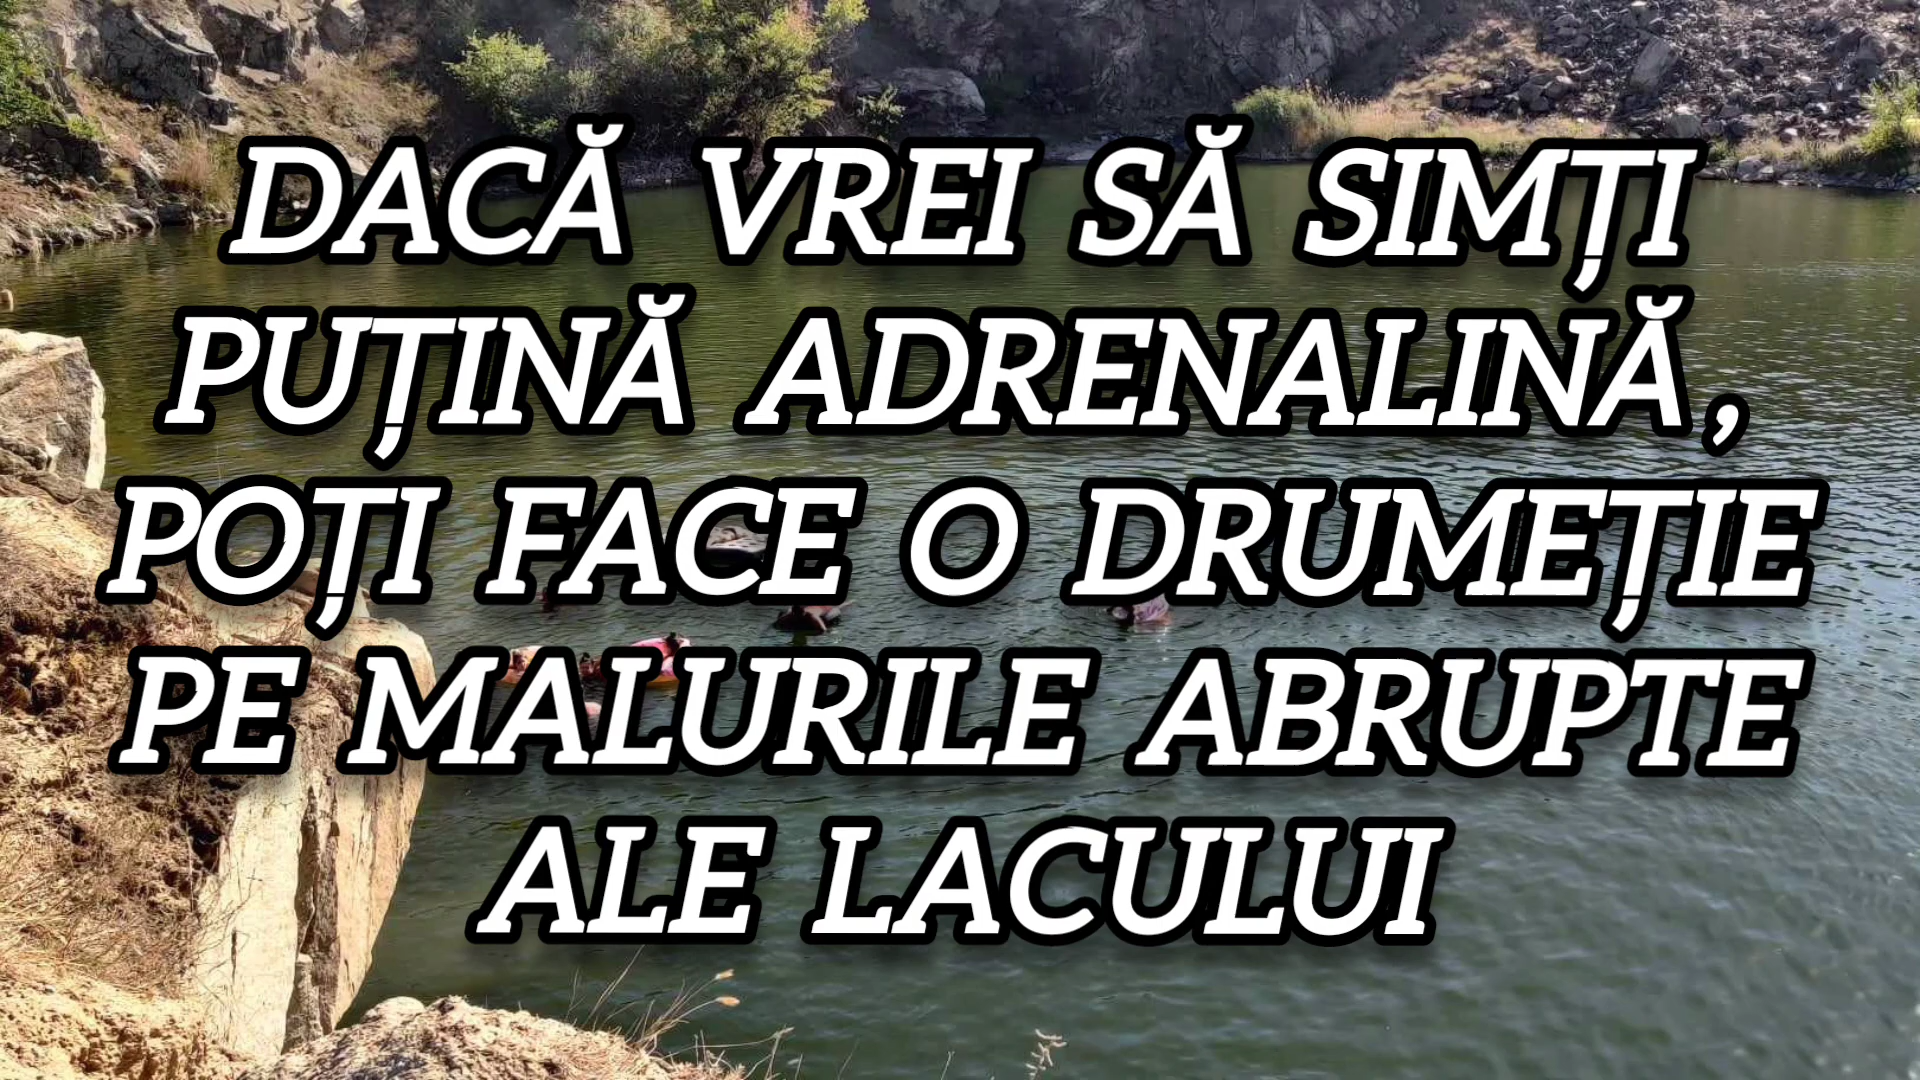 DACĂ VREI SĂ SIMȚI
PUȚINĂ ADRENALINĂ,
POȚI FACE O DRUMEȚIE
PE MALURILE ABRUPTE
ALE LACULUI